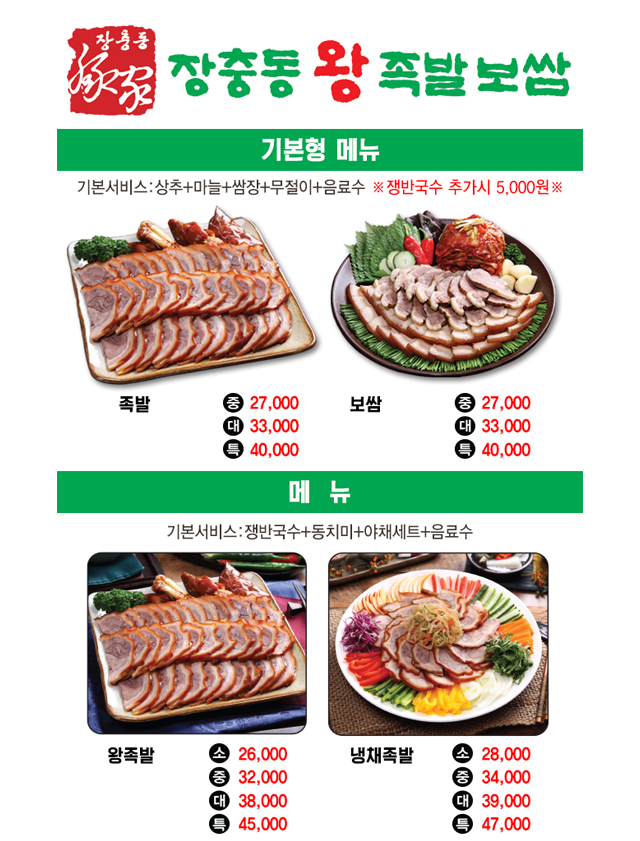 장충동
豚家
장충동 왕 족발보쌈
기본형 메뉴
기본서비스:상추+마늘+쌈장+무절이+음료수 ※쟁반국수 추가시 5,000원※
족발
중 27,000
대 33,000
특 40,000
보쌈
중 27,000
대 33,000
특 40,000
메 뉴
기본서비스:쟁반국수+동치미+야채세트+음료수
왕족발
소 26,000
중 32,000
대 38,000
특 45,000
냉채족발
소 28,000
중 34,000
대 39,000
특 47,000